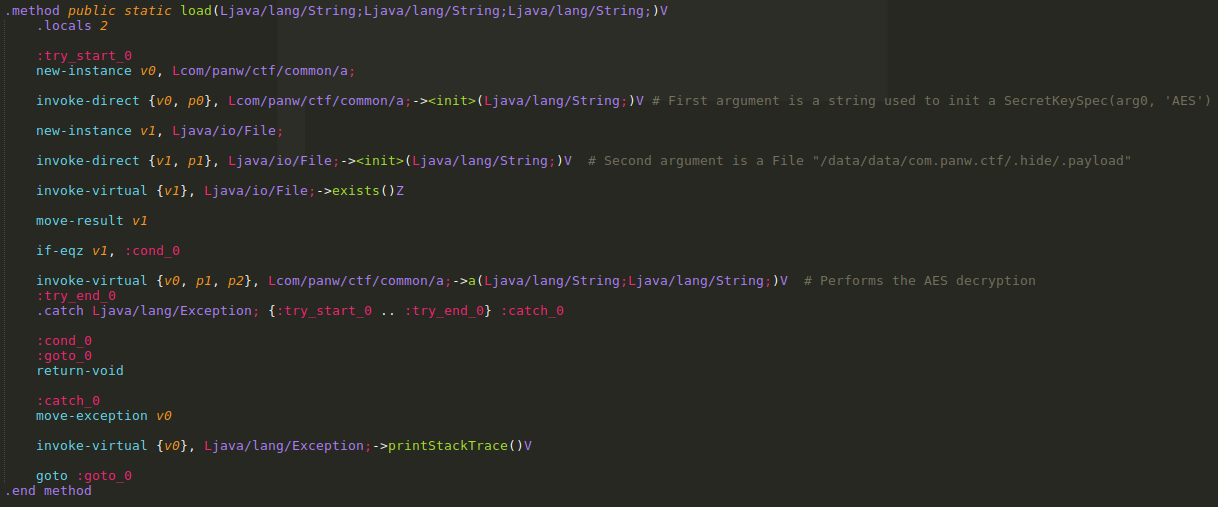 .method public static load(Ljava/lang/String;Ljava/lang/String;Ljava/lang/String;)V
.locals 2
:try_start_0
new-instance v0, Lcom/panw/ctf/common/a;
invoke-direct {v0, p0}, Lcom/panw/ctf/common/a;-><init>(Ljava/lang/String;)V # First argument is a string used to init a SecretKeySpec(arg0, 'AES')
new-instance v1, Ljava/io/File;
invoke-direct {v1, p1}, Ljava/io/File;-><init>(Ljava/lang/String;)V  # Second argument is a File "/data/data/com.panw.ctf/.hide/.payload"
invoke-virtual {v1}, Ljava/io/File;->exists()Z
move-result v1
if-eqz v1, :cond_0
invoke-virtual {v0, p1, p2}, Lcom/panw/ctf/common/a;->a(Ljava/lang/String;Ljava/lang/String;)V  # Performs the AES decryption
:try_end_0
.catch Ljava/lang/Exception; {:try_start_0 .. :try_end_0} :catch_0
:cond_0
:goto_0
return-void
:catch_0
move-exception v0
invoke-virtual {v0}, Ljava/lang/Exception;->printStackTrace()V
goto :goto_0
.end method